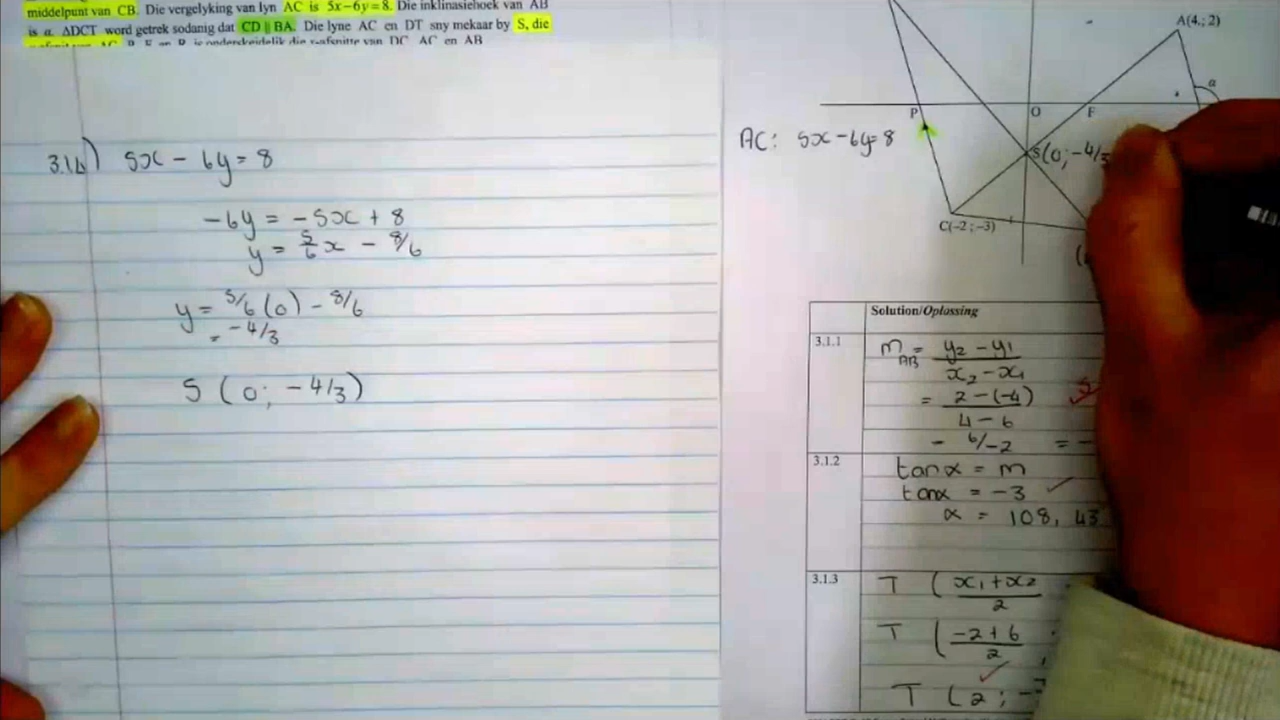 middelpunt van CB. Die vergelyking van lyn AC is 5x−6y=8. Die inklinasiehoek van AB
is α. ΔDCT word getrek sodanig dat CD ∥ BA. Die lyne AC en DT sny mekaar by S, die
DC, AC en AB
3.1.4) 5x − 6y = 8
−6y = −5x + 8
y = 5/6 x − 8/6
y = 5/6 (0) − 8/6
= −4/3
S (0; −4/3)
A(4; 2)
α
P
O
F
AC: 5x − 6y = 8
S(0; −4/3
C(−2; −3)
Solution/Oplossing
3.1.1
m AB = y2 − y1
x2 − x1
= 2 − (−4)
4 − 6
= 6/−2 = −
3.1.2
tan α = m
tan α = −3 ✓
α = 108,43
3.1.3
T ( x1 + x2
2
T ( −2 + 6
2
T (2; −